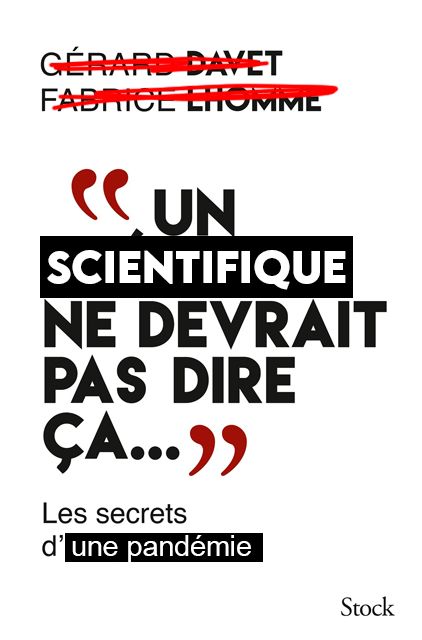 GÉRARD DAVET
FABRICE LHOMME
“ UN
SCIENTIFIQUE
NE DEVRAIT
PAS DIRE
ÇA... ”
Les secrets
d’une pandémie
Stock